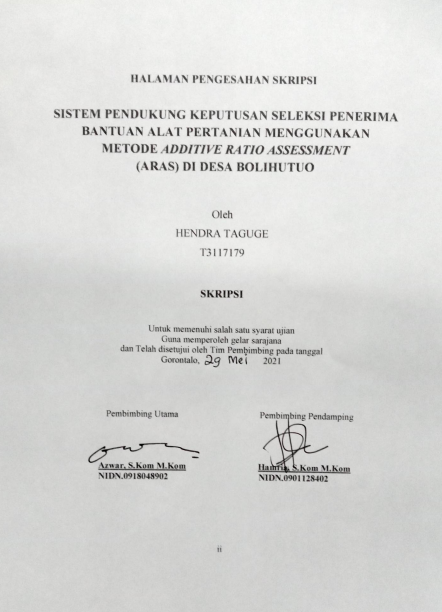 HALAMAN PENGESAHAN SKRIPSI
SISTEM PENDUKUNG KEPUTUSAN SELEKSI PENERIMA
BANTUAN ALAT PERTANIAN MENGGUNAKAN
METODE ADDITIVE RATIO ASSESSMENT
(ARAS) DI DESA BOLIHUTUO
Oleh
HENDRA TAGUGE
T3117179
SKRIPSI
Untuk memenuhi salah satu syarat ujian
Guna memperoleh gelar sarajana
dan Telah disetujui oleh Tim Pembimbing pada tanggal
Gorontalo, 29 Mei 2021
Pembimbing Utama
Pembimbing Pendamping
Azwar, S.Kom M.Kom
NIDN.0918048902
S.Kom M.Kom
NIDN.0901128402
ii